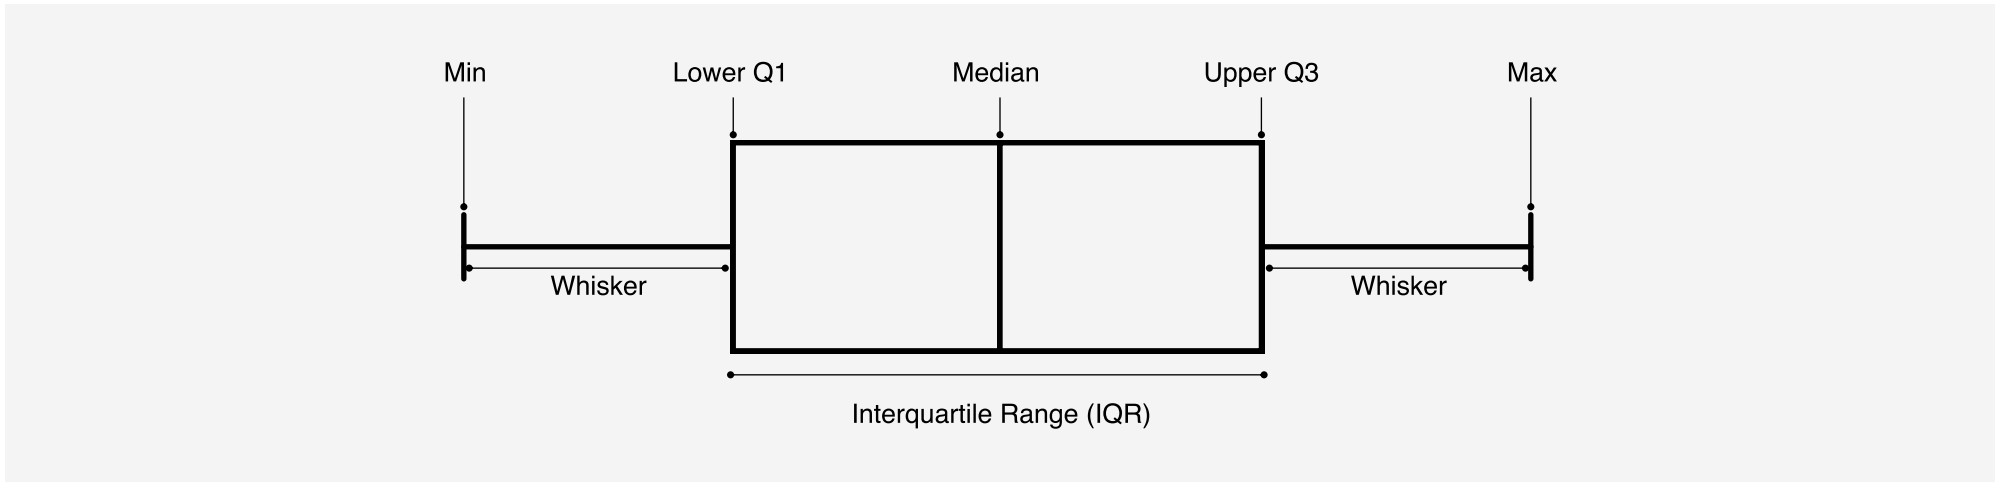 Min
Lower Q1
Median
Upper Q3
Max
Whisker
Whisker
Interquartile Range (IQR)